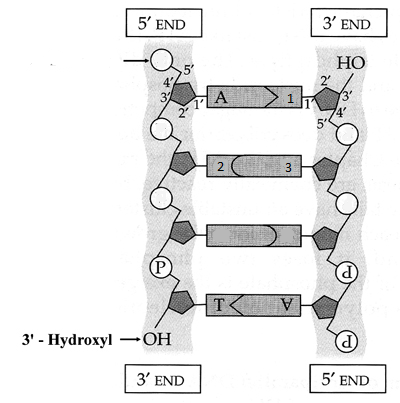 5′ END
3′ END
HO
5′
4′
3′
2′
1′
A
1
1′
2′
3′
4′
5′
2
3
P
P
T
A
3' - Hydroxyl
OH
P
3′ END
5′ END